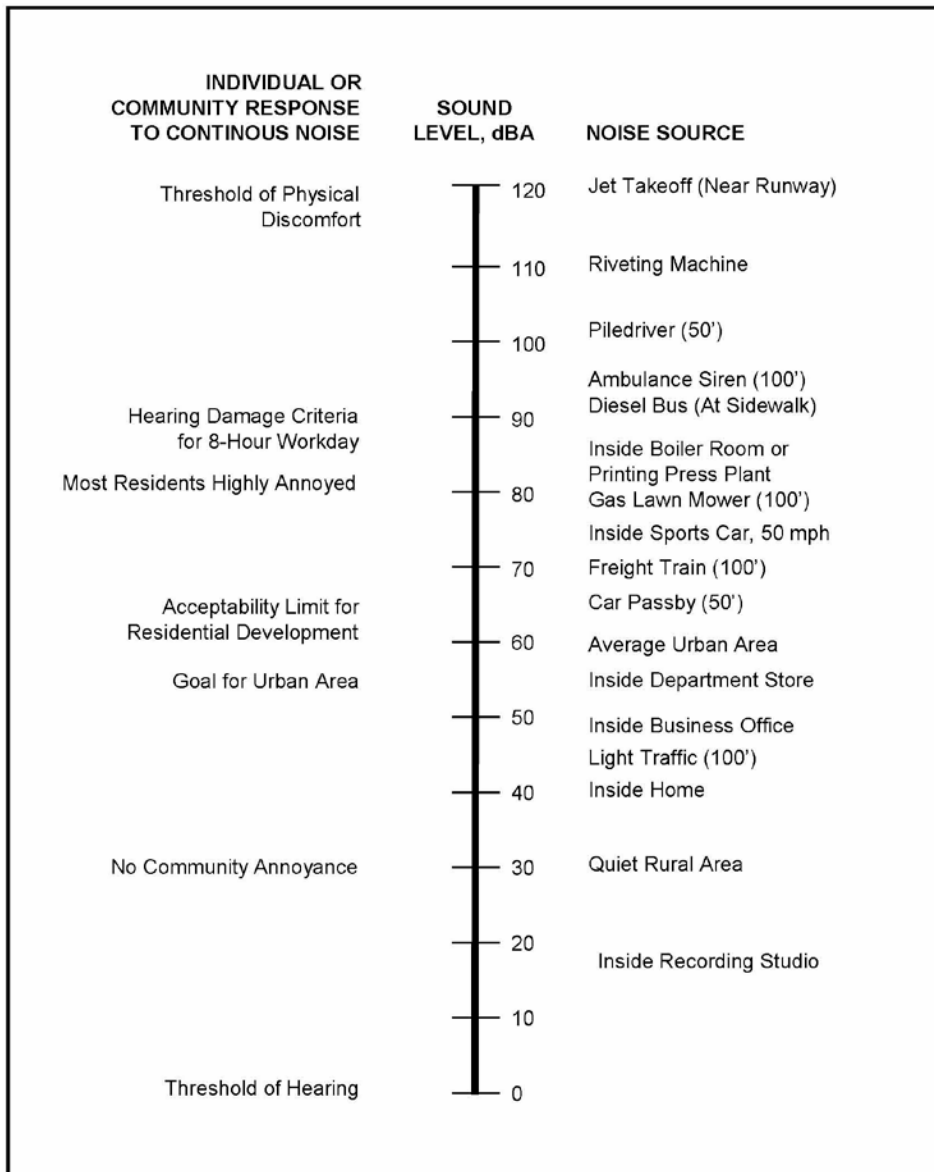 INDIVIDUAL OR
COMMUNITY RESPONSE
TO CONTINOUS NOISE
SOUND
LEVEL, dBA
NOISE SOURCE
Threshold of Physical
Discomfort
120
Jet Takeoff (Near Runway)
110
Riveting Machine
100
Piledriver (50’)
Ambulance Siren (100’)
Hearing Damage Criteria
for 8-Hour Workday
90
Diesel Bus (At Sidewalk)
Inside Boiler Room or
Printing Press Plant
Most Residents Highly Annoyed
80
Gas Lawn Mower (100’)
Inside Sports Car, 50 mph
70
Freight Train (100’)
Acceptability Limit for
Residential Development
Car Passby (50’)
60
Average Urban Area
Goal for Urban Area
Inside Department Store
50
Inside Business Office
Light Traffic (100’)
40
Inside Home
No Community Annoyance
30
Quiet Rural Area
20
Inside Recording Studio
10
Threshold of Hearing
0